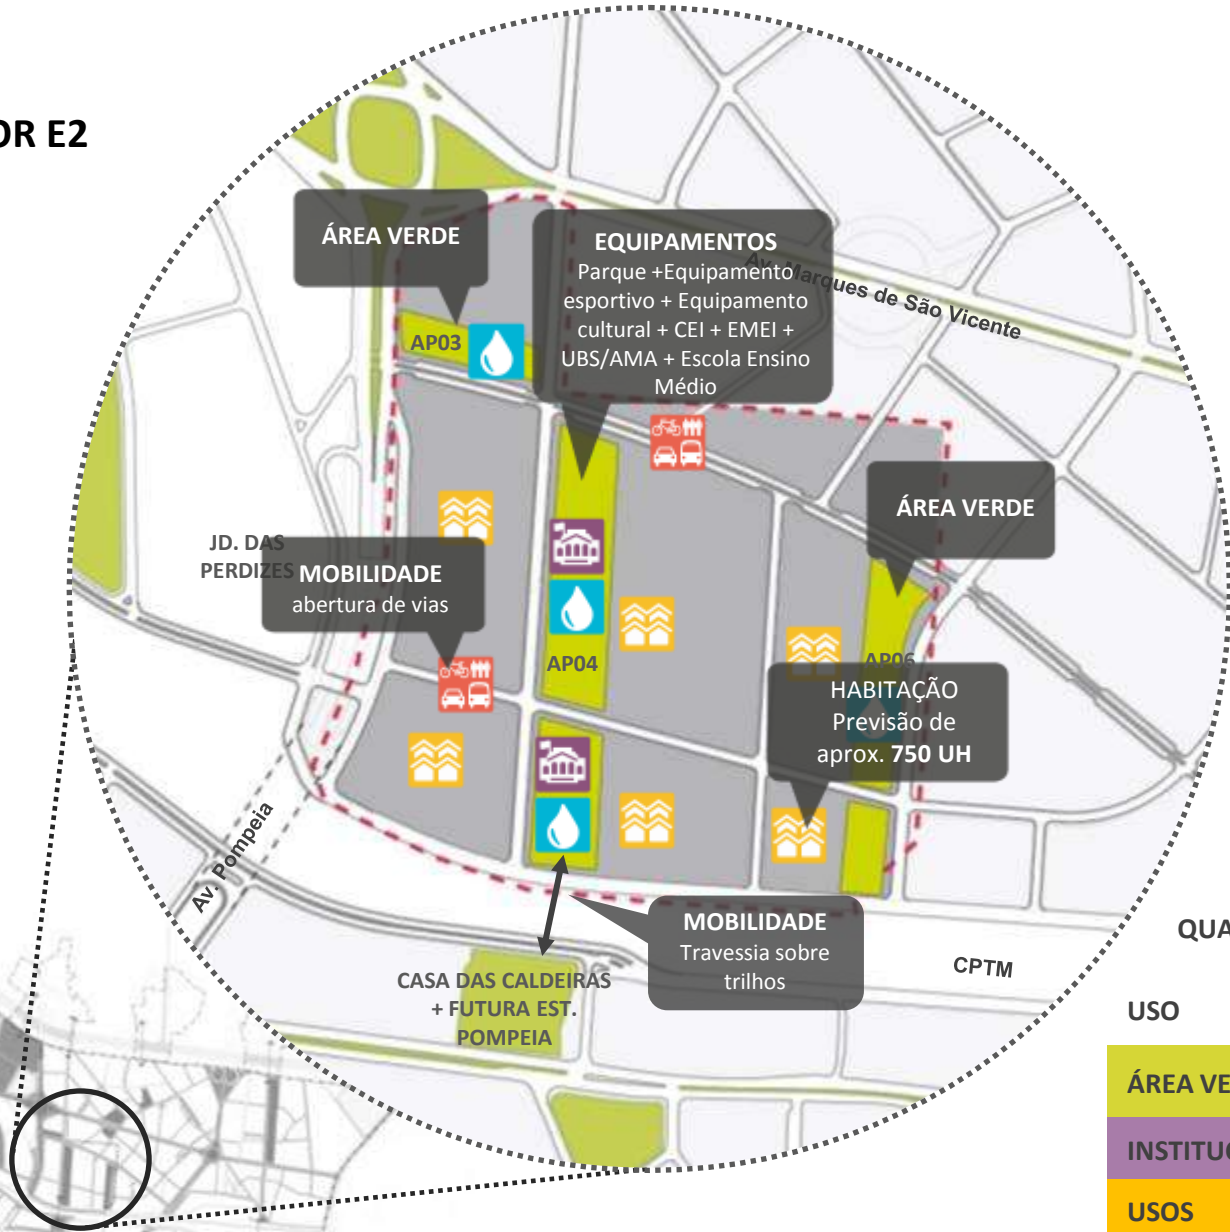 OR E2
ÁREA VERDE
EQUIPAMENTOS
Parque +Equipamento
esportivo + Equipamento
cultural + CEI + EMEI +
UBS/AMA + Escola Ensino
Médio
Av. Marques de São Vicente
AP03
ÁREA VERDE
JD. DAS
PERDIZES
MOBILIDADE
abertura de vias
AP04
AP06
HABITAÇÃO
Previsão de
aprox. 750 UH
Av. Pompeia
MOBILIDADE
Travessia sobre
trilhos
CPTM
CASA DAS CALDEIRAS
+ FUTURA EST.
POMPEIA
QUA
USO
ÁREA VE
INSTITUC
USOS